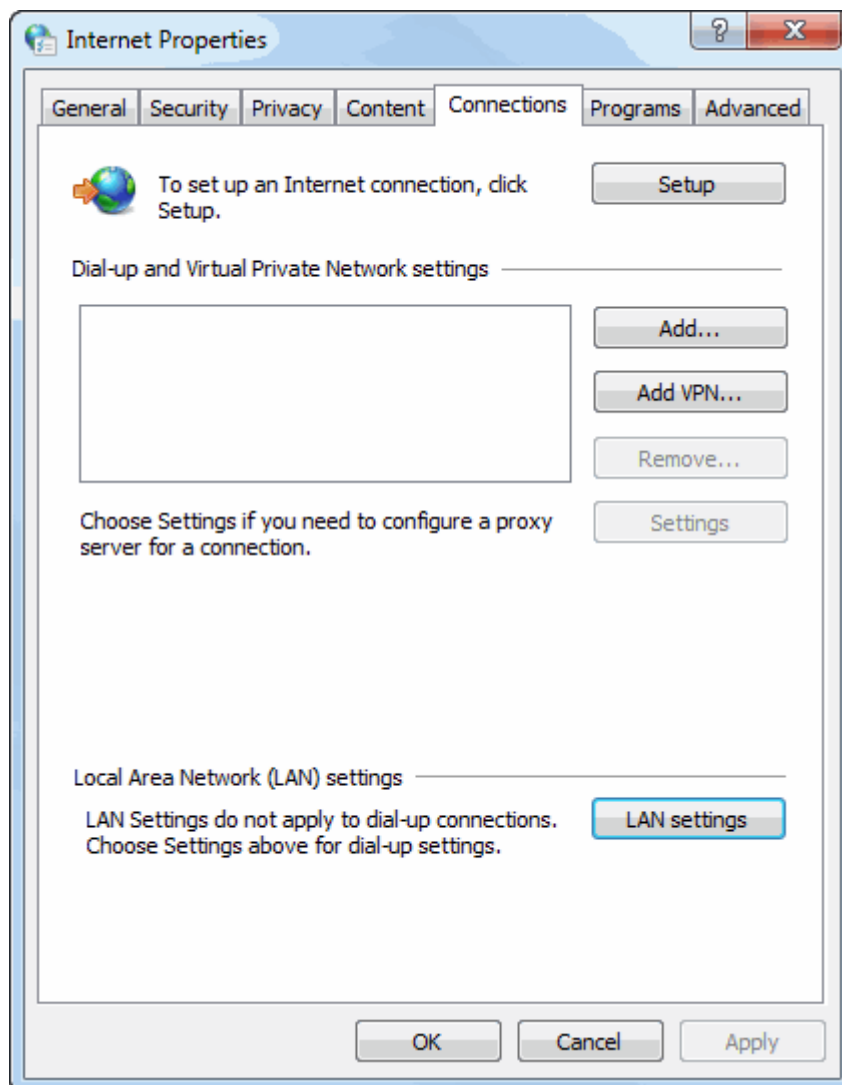 Internet Properties
General Security Privacy Content Connections Programs Advanced
To set up an Internet connection, click
Setup.
Setup
Dial-up and Virtual Private Network settings
Add...
Add VPN...
Remove...
Choose Settings if you need to configure a proxy
server for a connection.
Settings
Local Area Network (LAN) settings
LAN Settings do not apply to dial-up connections.
Choose Settings above for dial-up settings.
LAN settings
OK Cancel Apply